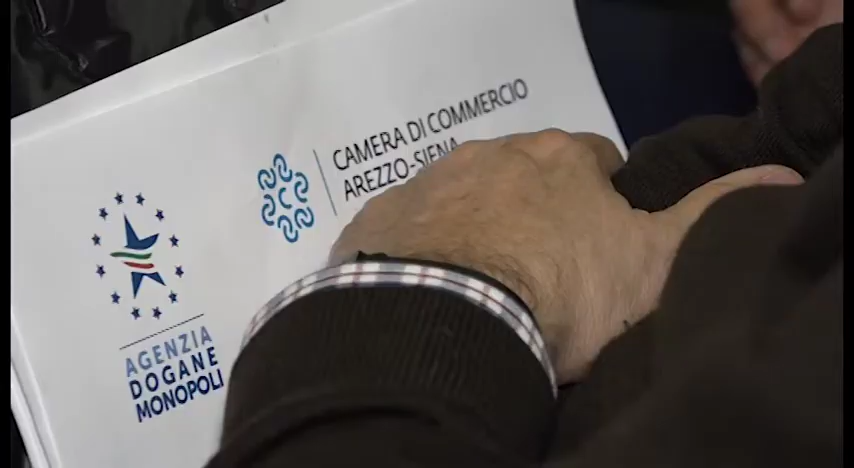 CAMERA DI COMMERCIO
AREZZO-SIENA
AGENZIA
DOGANE
MONOPOLI